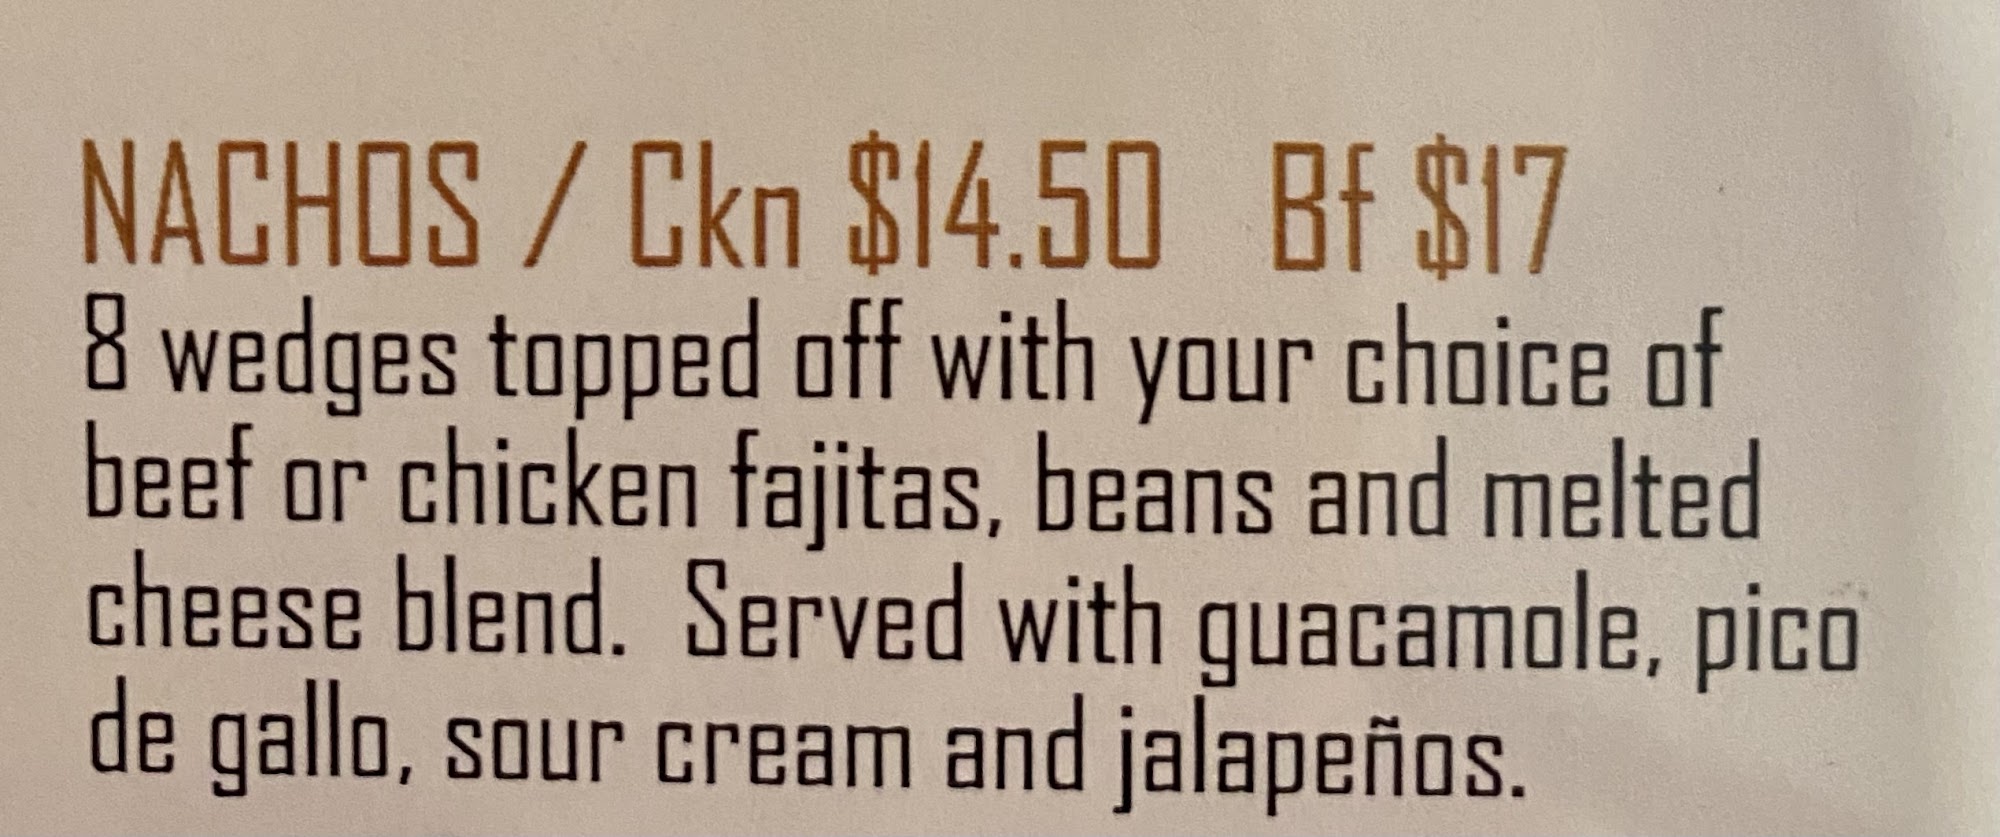 NACHOS / Ckn $14.50 Bf $17
8 wedges topped off with your choice of
beef or chicken fajitas, beans and melted
cheese blend. Served with guacamole, pico
de gallo, sour cream and jalapeños.